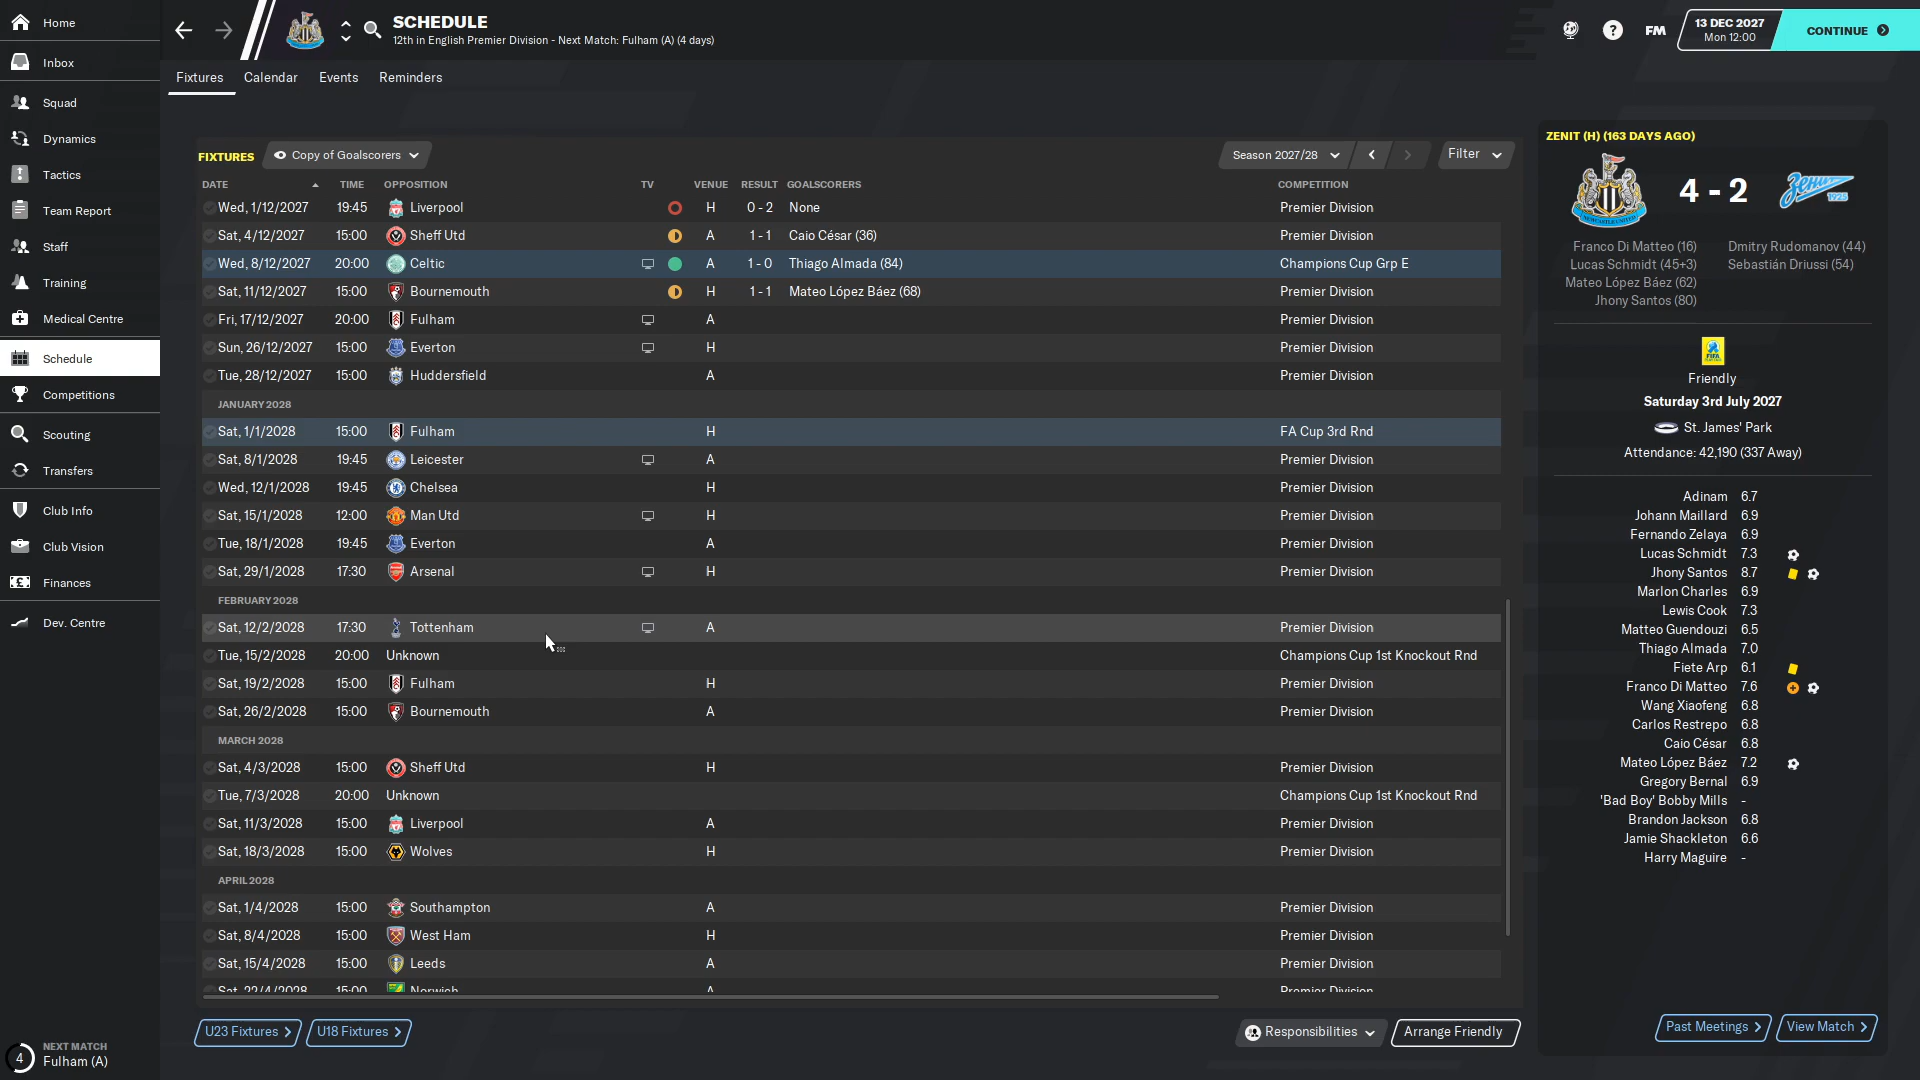 Home
Inbox
Squad
Dynamics
Tactics
Team Report
Staff
Training
Medical Centre
Schedule
Competitions
Scouting
Transfers
Club Info
Club Vision
Finances
Dev. Centre
4 NEXT MATCH
Fulham (A)
SCHEDULE
12th in English Premier Division - Next Match: Fulham (A) (4 days)
FM
13 DEC 2027
Mon 12:00
CONTINUE
Fixtures Calendar Events Reminders
FIXTURES Copy of Goalscorers Season 2027/28 Filter
DATE TIME OPPOSITION TV VENUE RESULT GOALSCORERS COMPETITION
Wed, 1/12/2027 19:45 Liverpool H 0 - 2 None Premier Division
Sat, 4/12/2027 15:00 Sheff Utd A 1 - 1 Caio César (36) Premier Division
Wed, 8/12/2027 20:00 Celtic A 1 - 0 Thiago Almada (84) Champions Cup Grp E
Sat, 11/12/2027 15:00 Bournemouth H 1 - 1 Mateo López Báez (68) Premier Division
Fri, 17/12/2027 20:00 Fulham A Premier Division
Sun, 26/12/2027 15:00 Everton H Premier Division
Tue, 28/12/2027 15:00 Huddersfield A Premier Division
JANUARY 2028
Sat, 1/1/2028 15:00 Fulham H FA Cup 3rd Rnd
Sat, 8/1/2028 19:45 Leicester A Premier Division
Wed, 12/1/2028 19:45 Chelsea H Premier Division
Sat, 15/1/2028 12:00 Man Utd H Premier Division
Tue, 18/1/2028 19:45 Everton A Premier Division
Sat, 29/1/2028 17:30 Arsenal H Premier Division
FEBRUARY 2028
Sat, 12/2/2028 17:30 Tottenham A Premier Division
Tue, 15/2/2028 20:00 Unknown Champions Cup 1st Knockout Rnd
Sat, 19/2/2028 15:00 Fulham H Premier Division
Sat, 26/2/2028 15:00 Bournemouth A Premier Division
MARCH 2028
Sat, 4/3/2028 15:00 Sheff Utd H Premier Division
Tue, 7/3/2028 20:00 Unknown Champions Cup 1st Knockout Rnd
Sat, 11/3/2028 15:00 Liverpool A Premier Division
Sat, 18/3/2028 15:00 Wolves H Premier Division
APRIL 2028
Sat, 1/4/2028 15:00 Southampton A Premier Division
Sat, 8/4/2028 15:00 West Ham H Premier Division
Sat, 15/4/2028 15:00 Leeds A Premier Division
Sat, 22/4/2028 15:00 Norwich A Premier Division
U23 Fixtures U18 Fixtures Responsibilities Arrange Friendly
ZENIT (H) (163 DAYS AGO)
4 - 2
Franco Di Matteo (16) Dmitry Rudomanov (44)
Lucas Schmidt (45+3) Sebastián Driussi (54)
Mateo López Báez (62)
Jhony Santos (80)
FIFA
Friendly
Saturday 3rd July 2027
St. James' Park
Attendance: 42,190 (337 Away)
Adinam 6.7
Johann Maillard 6.9
Fernando Zelaya 6.9
Lucas Schmidt 7.3
Jhony Santos 8.7
Marlon Charles 6.9
Lewis Cook 7.3
Matteo Guendouzi 6.5
Thiago Almada 7.0
Fiete Arp 6.1
Franco Di Matteo 7.6
Wang Xiaofeng 6.8
Carlos Restrepo 6.8
Caio César 6.8
Mateo López Báez 7.2
Gregory Bernal 6.9
'Bad Boy' Bobby Mills -
Brandon Jackson 6.8
Jamie Shackleton 6.6
Harry Maguire -
Past Meetings View Match